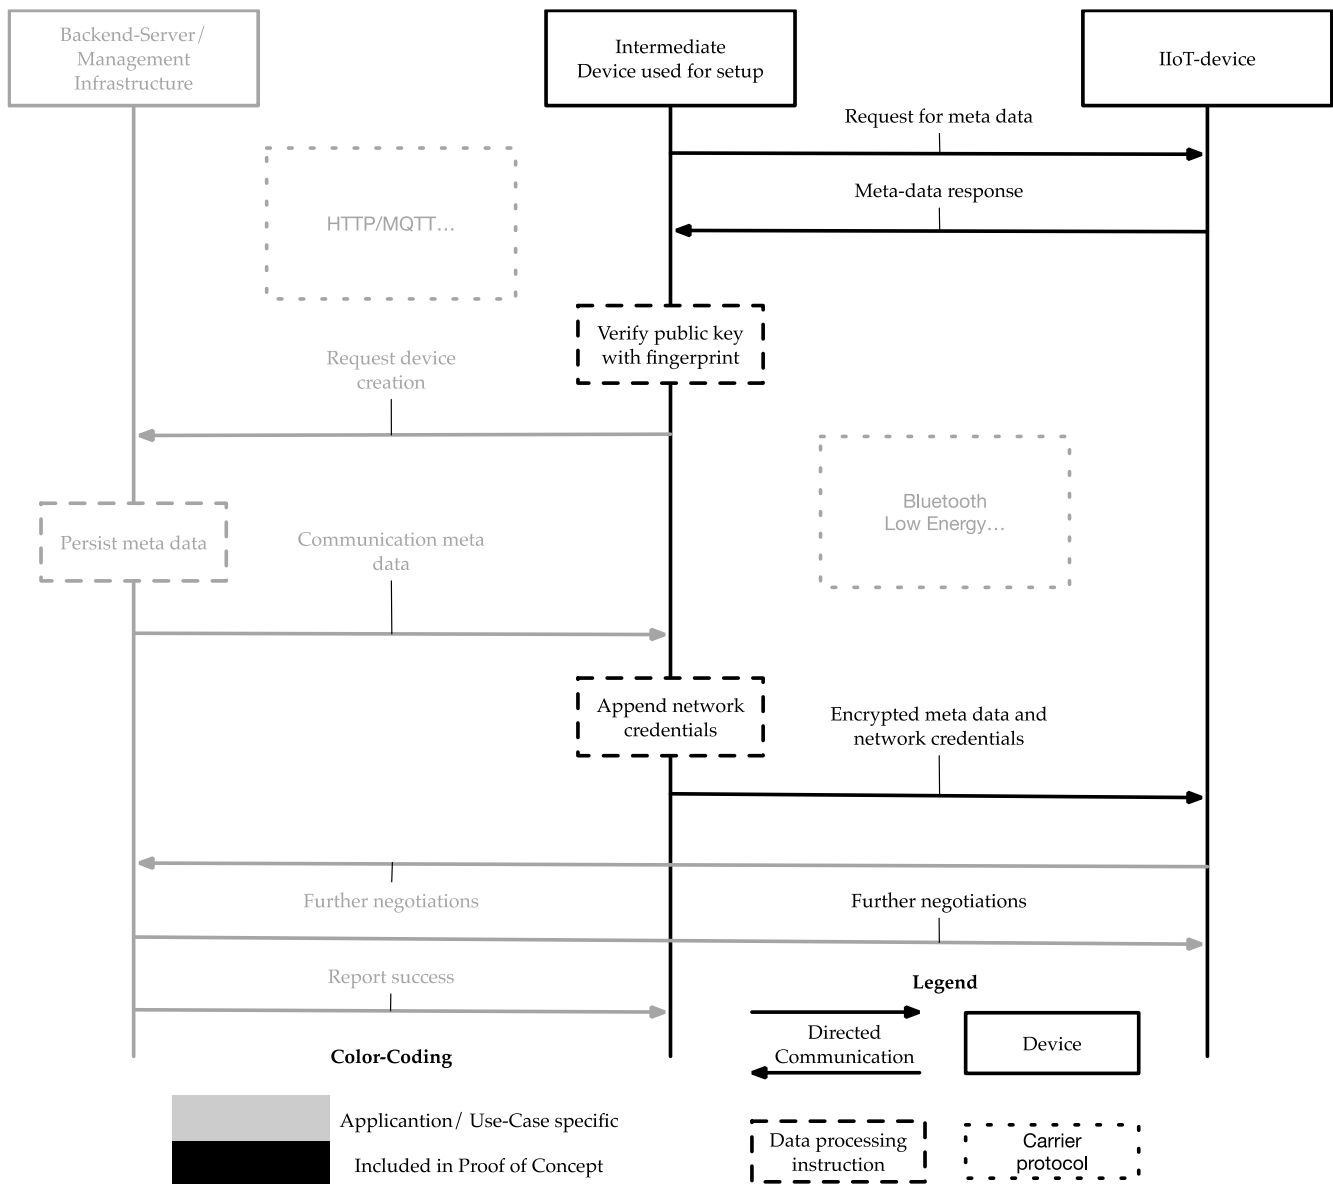 Backend-Server/
Management
Infrastructure
Intermediate
Device used for setup
IIoT-device
Request for meta data
Meta-data response
HTTP/MQTT...
Verify public key
with fingerprint
Request device
creation
Bluetooth
Low Energy...
Persist meta data
Communication meta
data
Append network
credentials
Encrypted meta data and
network credentials
Further negotiations
Further negotiations
Report success
Legend
Directed
Communication
Device
Color-Coding
Applicantion/ Use-Case specific
Included in Proof of Concept
Data processing
instruction
Carrier
protocol